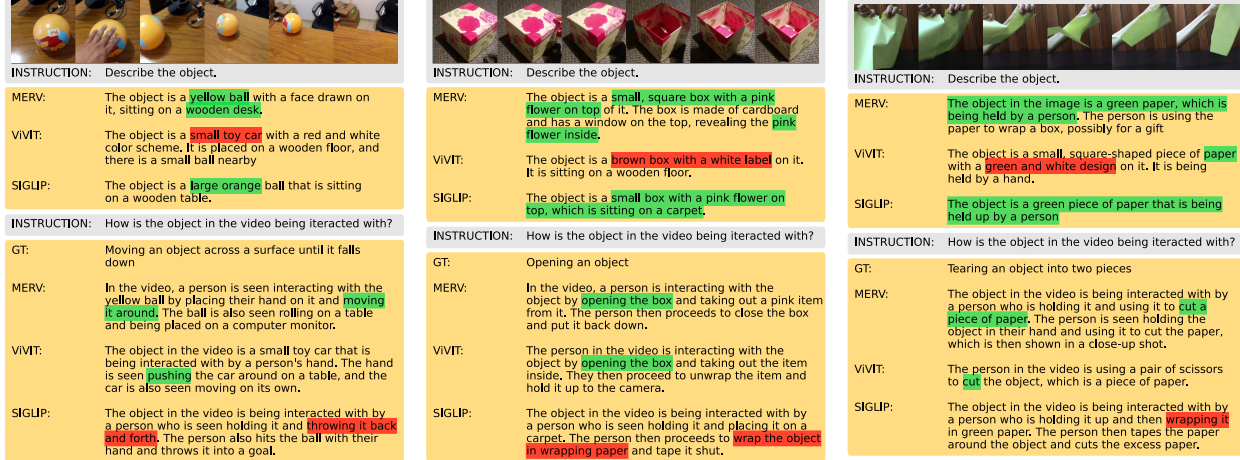 INSTRUCTION: Describe the object.
MERV: The object is a yellow ball with a face drawn on
it, sitting on a wooden desk.
ViViT: The object is a small toy car with a red and white
color scheme. It is placed on a wooden floor, and
there is a small ball nearby
SIGLIP: The object is a large orange ball that is sitting
on a wooden table.
INSTRUCTION: How is the object in the video being iteracted with?
GT: Moving an object across a surface until it falls
down
MERV: In the video, a person is seen interacting with the
yellow ball by placing their hand on it and moving
it around. The ball is also seen rolling on a table
and being placed on a computer monitor.
ViViT: The object in the video is a small toy car that is
being interacted with by a person's hand. The hand
is seen pushing the car around on a table, and the
car is also seen moving on its own.
SIGLIP: The object in the video is being interacted with by
a person who is seen holding it and throwing it back
and forth. The person also hits the ball with their
hand and throws it into a goal.
INSTRUCTION: Describe the object.
MERV: The object is a small, square box with a pink
flower on top of it. The box is made of cardboard
and has a window on the top, revealing the pink
flower inside.
ViViT: The object is a brown box with a white label on it.
It is sitting on a wooden floor.
SIGLIP: The object is a small box with a pink flower on
top, which is sitting on a carpet.
INSTRUCTION: How is the object in the video being iteracted with?
GT: Opening an object
MERV: In the video, a person is interacting with the
object by opening the box and taking out a pink item
from it. The person then proceeds to close the box
and put it back down.
ViViT: The person in the video is interacting with the
object by opening the box and taking out the item
inside. They then proceed to unwrap the item and
hold it up to the camera.
SIGLIP: The object in the video is being interacted with by
a person who is seen holding it and placing it on a
carpet. The person then proceeds to wrap the object
in wrapping paper and tape it shut.
INSTRUCTION: Describe the object.
MERV: The object in the image is a green paper, which is
being held by a person. The person is using the
paper to wrap a box, possibly for a gift
ViViT: The object is a small, square-shaped piece of paper
with a green and white design on it. It is being
held by a hand.
SIGLIP: The object is a green piece of paper that is being
held up by a person
INSTRUCTION: How is the object in the video being iteracted with?
GT: Tearing an object into two pieces
MERV: The object in the video is being interacted with by
a person who is holding it and using it to cut a
piece of paper. The person is seen holding the
object in their hand and using it to cut the paper,
which is then shown in a close-up shot.
ViViT: The person in the video is using a pair of scissors
to cut the object, which is a piece of paper.
SIGLIP: The object in the video is being interacted with by
a person who is holding it up and then wrapping it
in green paper. The person then tapes the paper
around the object and cuts the excess paper.